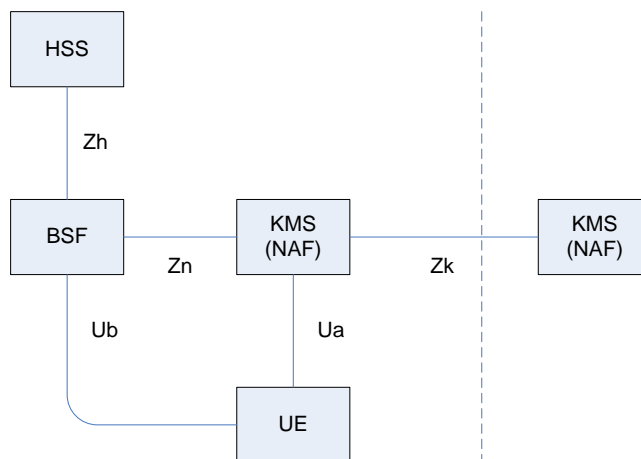 HSS
Zh
BSF
Zn
KMS
(NAF)
Zk
KMS
(NAF)
Ub
Ua
UE